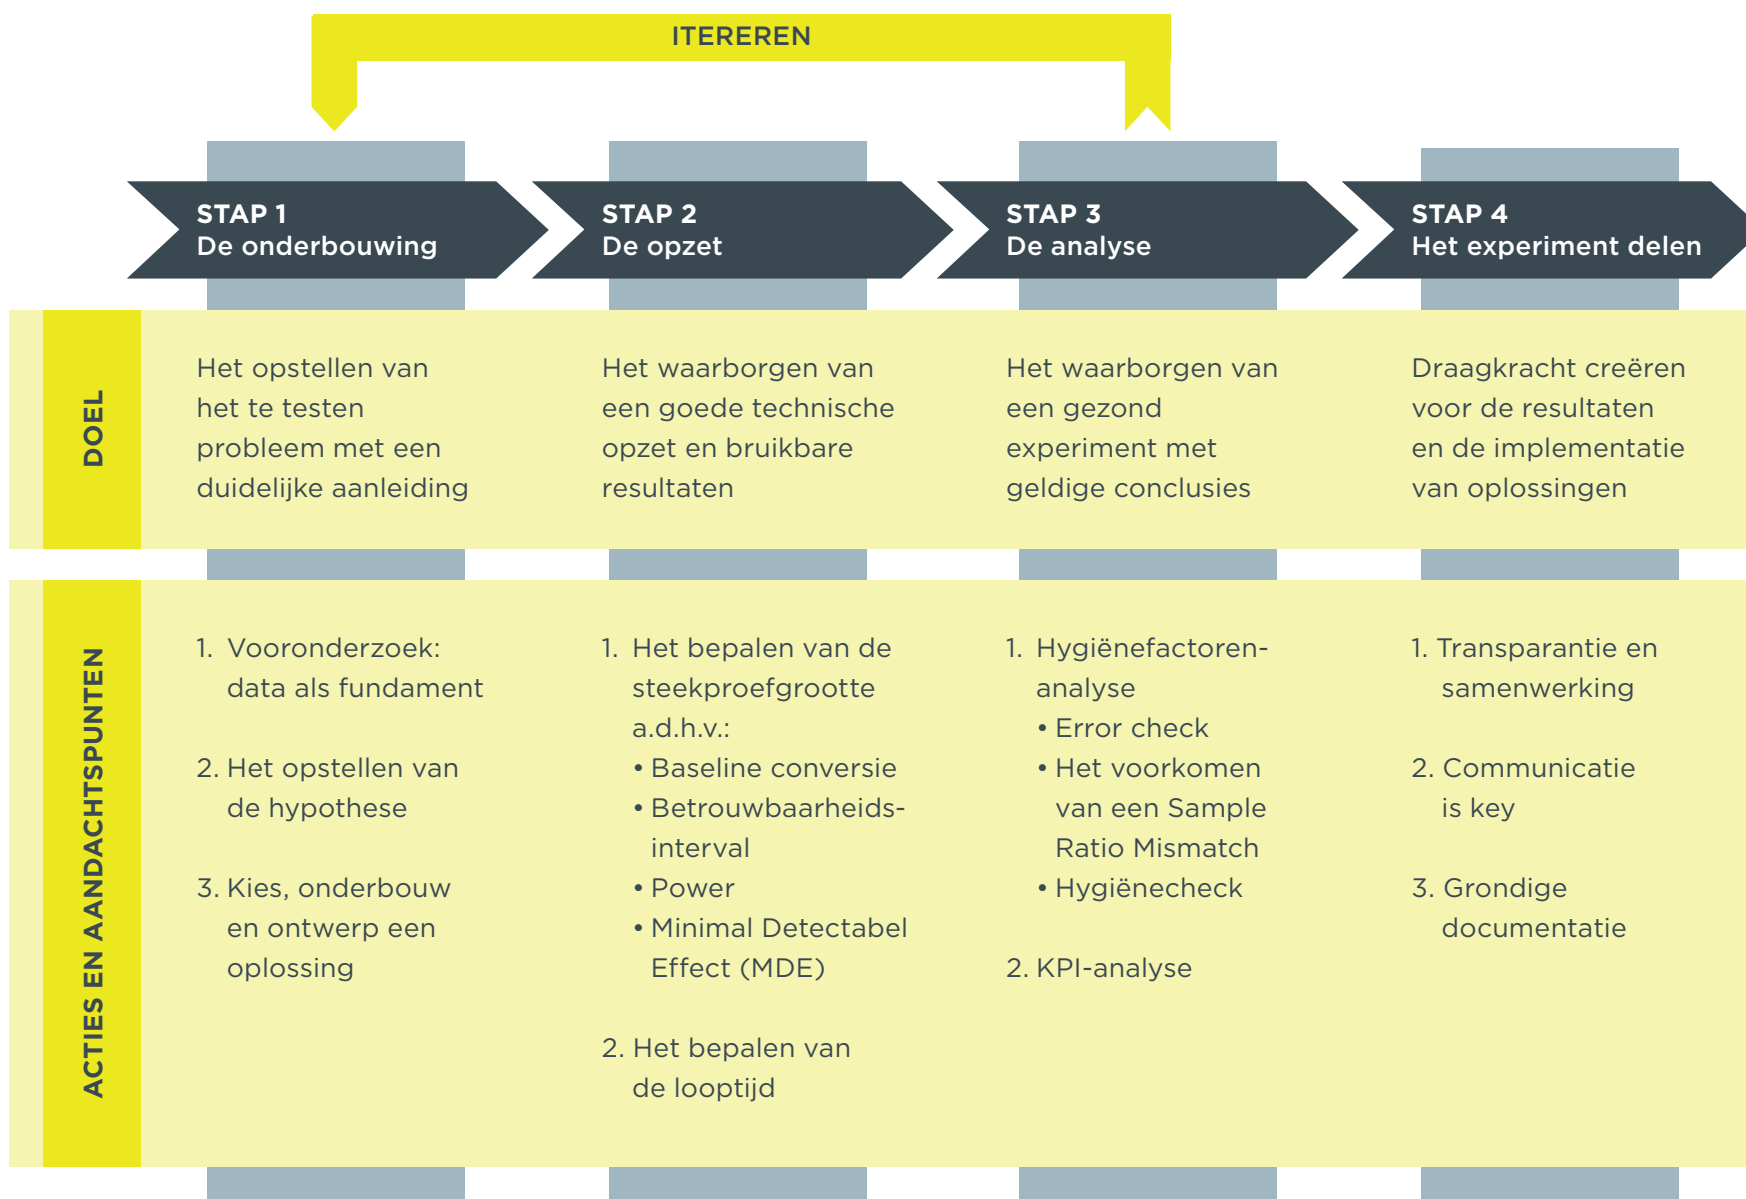 ITEREREN
STAP 1
De onderbouwing
STAP 2
De opzet
STAP 3
De analyse
STAP 4
Het experiment delen
DOEL
Het opstellen van
het te testen
probleem met een
duidelijke aanleiding
Het waarborgen van
een goede technische
opzet en bruikbare
resultaten
Het waarborgen van
een gezond
experiment met
geldige conclusies
Draagkracht creëren
voor de resultaten
en de implementatie
van oplossingen
ACTIES EN AANDACHTSPUNTEN
1. Vooronderzoek:
data als fundament
2. Het opstellen van
de hypothese
3. Kies, onderbouw
en ontwerp een
oplossing
1. Het bepalen van de
steekproefgrootte
a.d.h.v.:
• Baseline conversie
• Betrouwbaarheids-
interval
• Power
• Minimal Detectabel
Effect (MDE)
2. Het bepalen van
de looptijd
1. Hygiënefactoren-
analyse
• Error check
• Het voorkomen
van een Sample
Ratio Mismatch
• Hygiënecheck
2. KPI-analyse
1. Transparantie en
samenwerking
2. Communicatie
is key
3. Grondige
documentatie